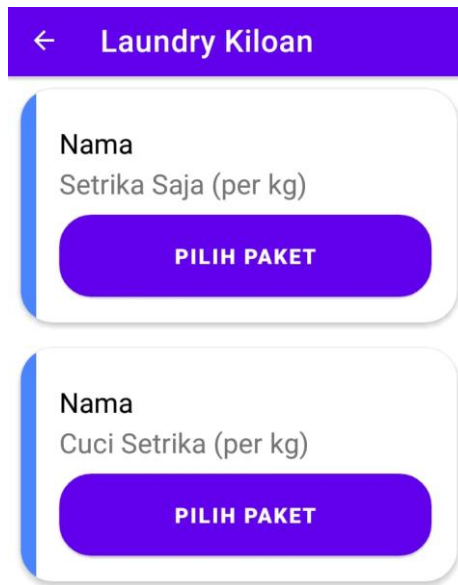 Laundry Kiloan
Nama
Setrika Saja (per kg)
PILIH PAKET
Nama
Cuci Setrika (per kg)
PILIH PAKET